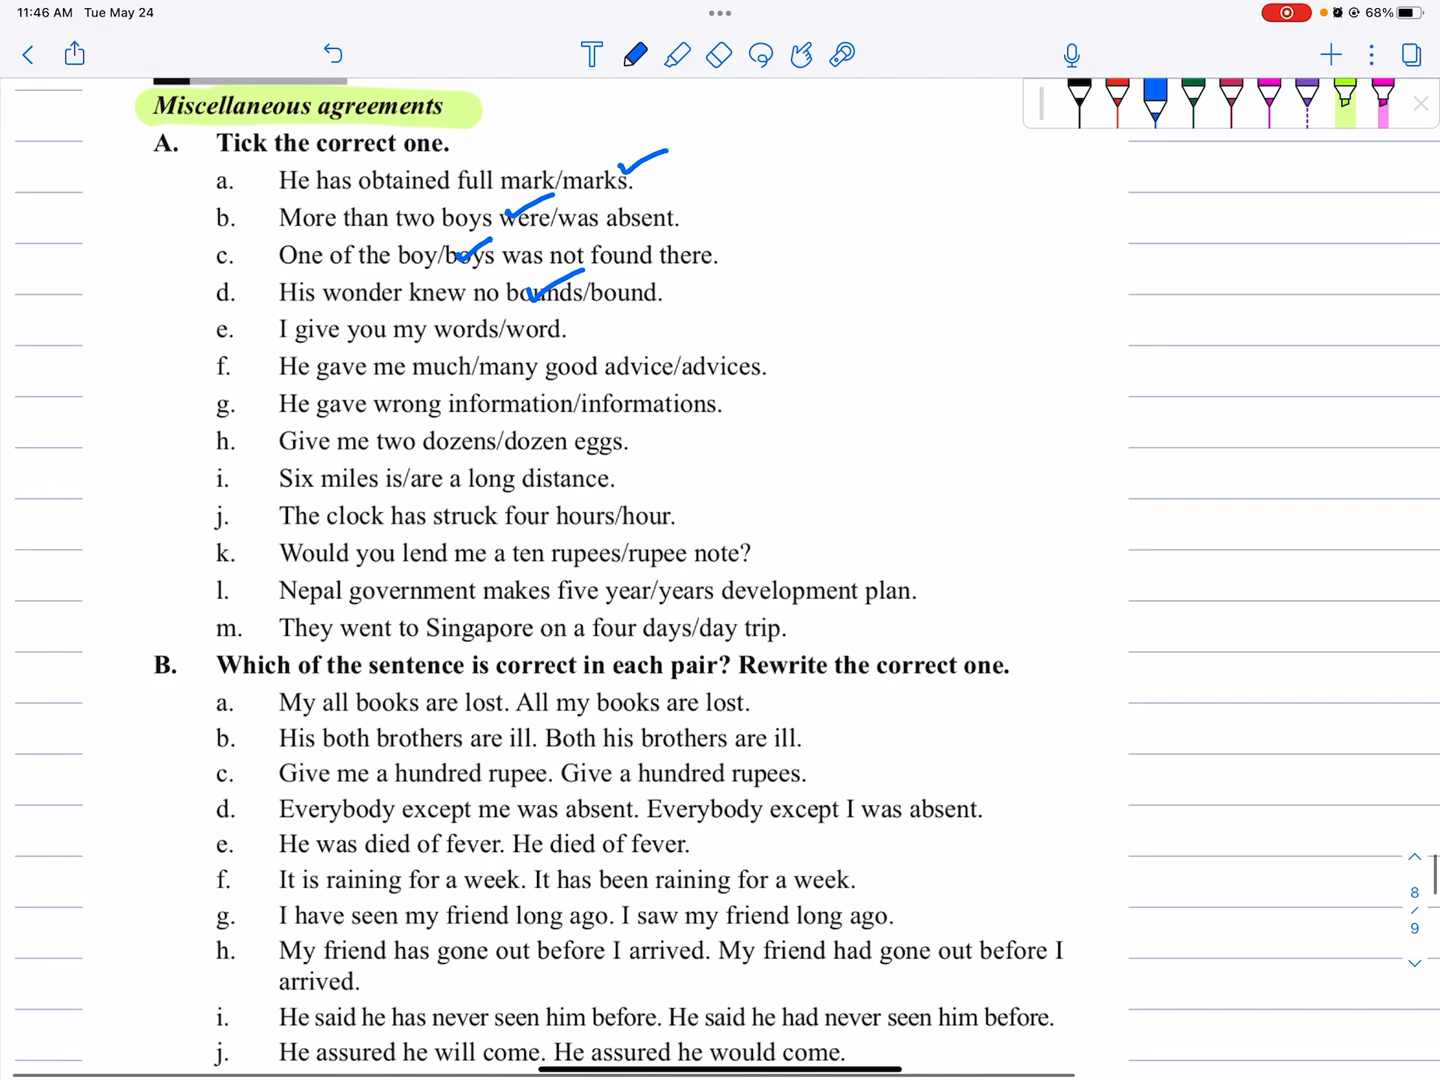 11:46 AM Tue May 24
68%
Miscellaneous agreements
A. Tick the correct one.
a. He has obtained full mark/marks.
b. More than two boys were/was absent.
c. One of the boy/boys was not found there.
d. His wonder knew no bounds/bound.
e. I give you my words/word.
f. He gave me much/many good advice/advices.
g. He gave wrong information/informations.
h. Give me two dozens/dozen eggs.
i. Six miles is/are a long distance.
j. The clock has struck four hours/hour.
k. Would you lend me a ten rupees/rupee note?
l. Nepal government makes five year/years development plan.
m. They went to Singapore on a four days/day trip.
B. Which of the sentence is correct in each pair? Rewrite the correct one.
a. My all books are lost. All my books are lost.
b. His both brothers are ill. Both his brothers are ill.
c. Give me a hundred rupee. Give a hundred rupees.
d. Everybody except me was absent. Everybody except I was absent.
e. He was died of fever. He died of fever.
f. It is raining for a week. It has been raining for a week.
g. I have seen my friend long ago. I saw my friend long ago.
h. My friend has gone out before I arrived. My friend had gone out before I
arrived.
i. He said he has never seen him before. He said he had never seen him before.
j. He assured he will come. He assured he would come.
8
/
9